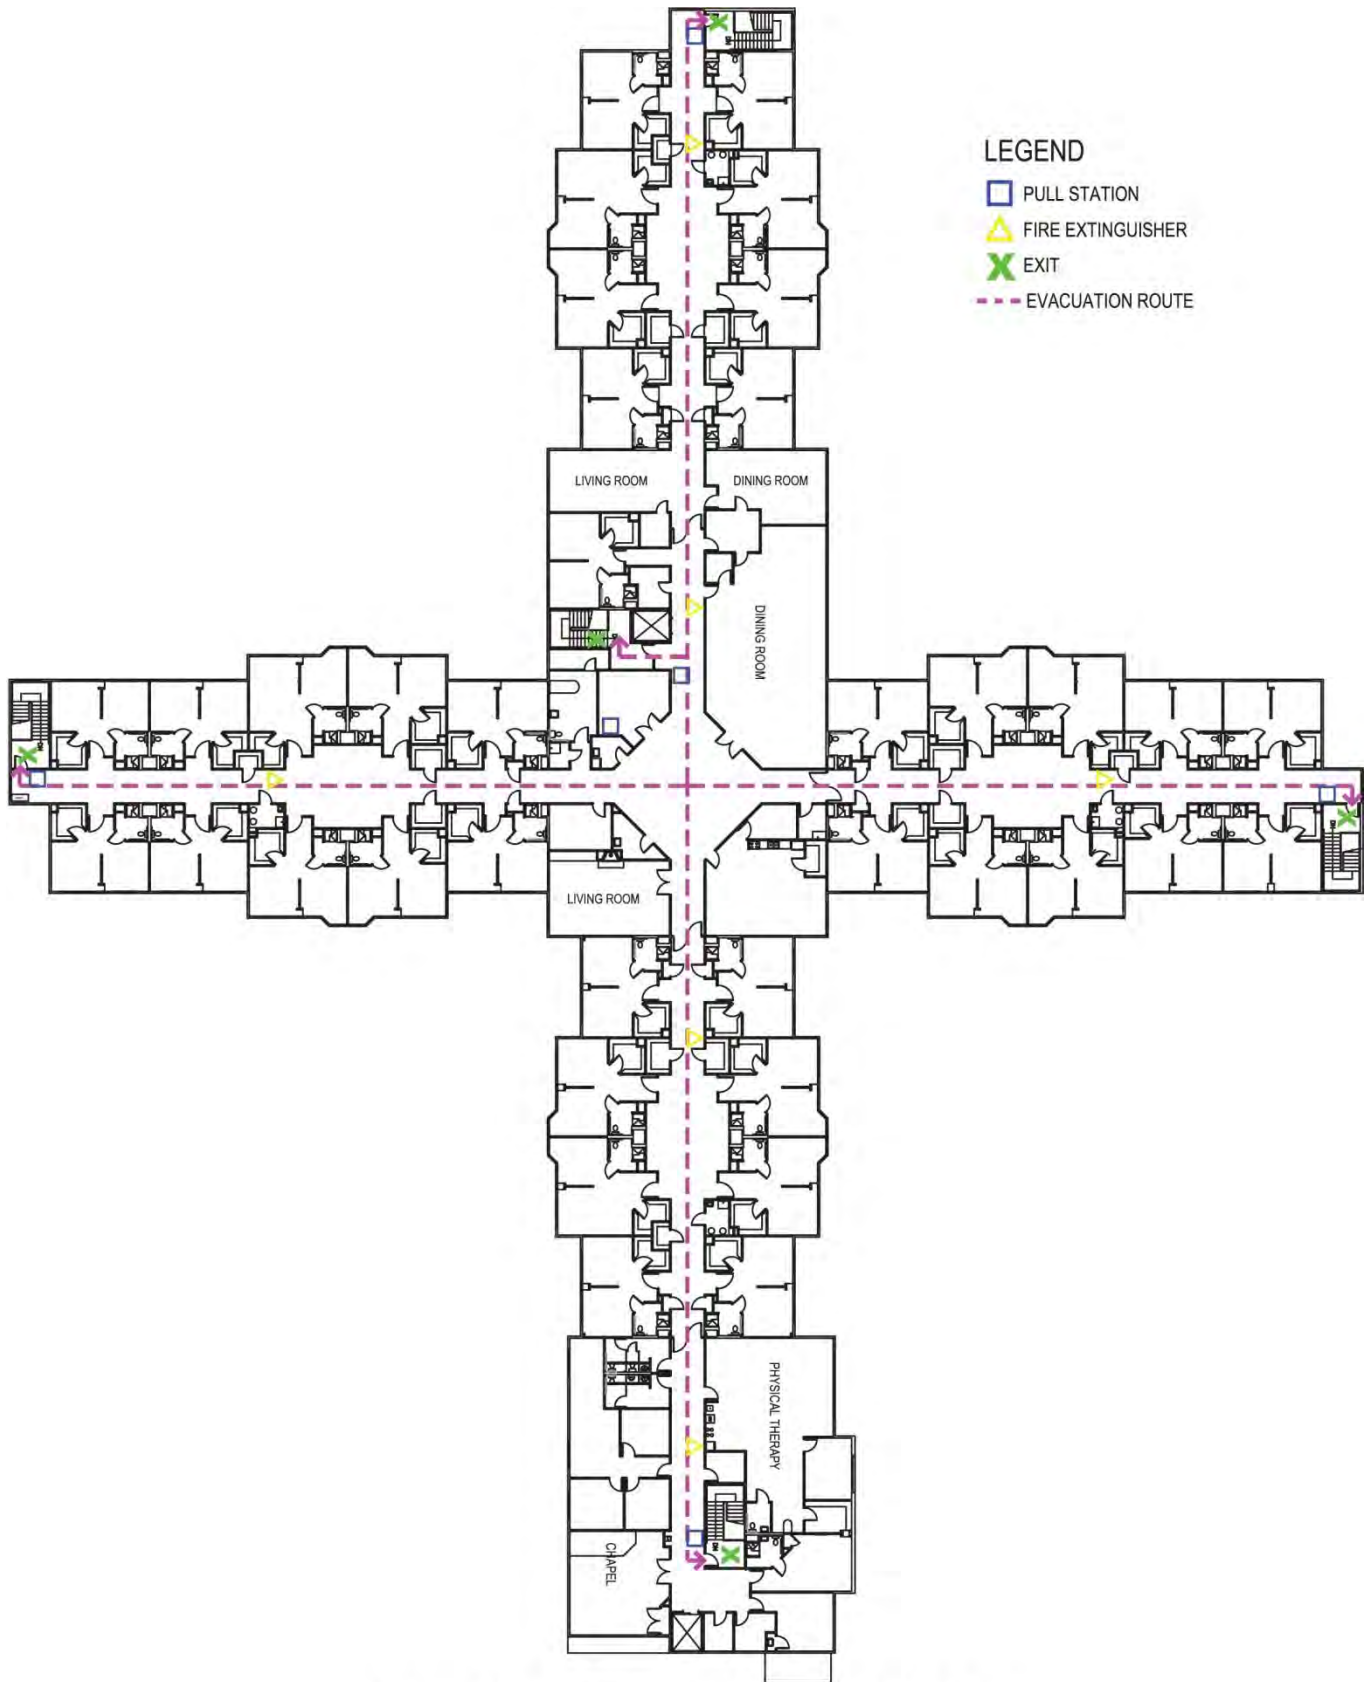 LEGEND
PULL STATION
FIRE EXTINGUISHER
EXIT
EVACUATION ROUTE
LIVING ROOM
DINING ROOM
DINING ROOM
LIVING ROOM
PHYSICAL THERAPY
CHAPEL